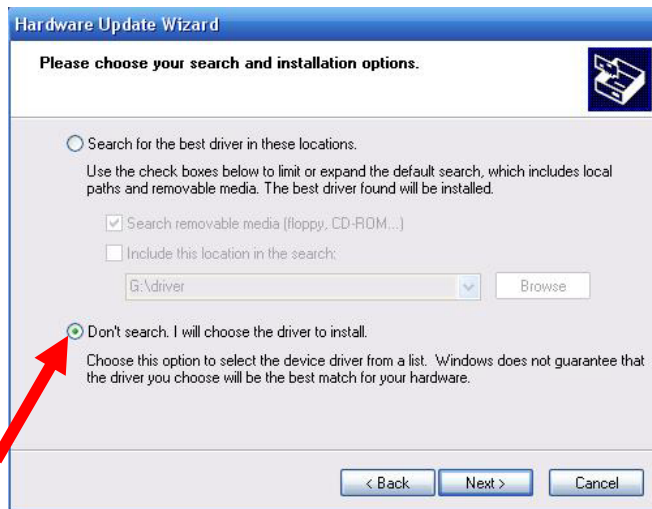 Hardware Update Wizard
Please choose your search and installation options.
Search for the best driver in these locations.
Use the check boxes below to limit or expand the default search, which includes local
paths and removable media. The best driver found will be installed.
Search removable media (floppy, CD-ROM...)
Include this location in the search:
G:\driver
Browse
Don't search. I will choose the driver to install.
Choose this option to select the device driver from a list. Windows does not guarantee that
the driver you choose will be the best match for your hardware.
< Back Next > Cancel